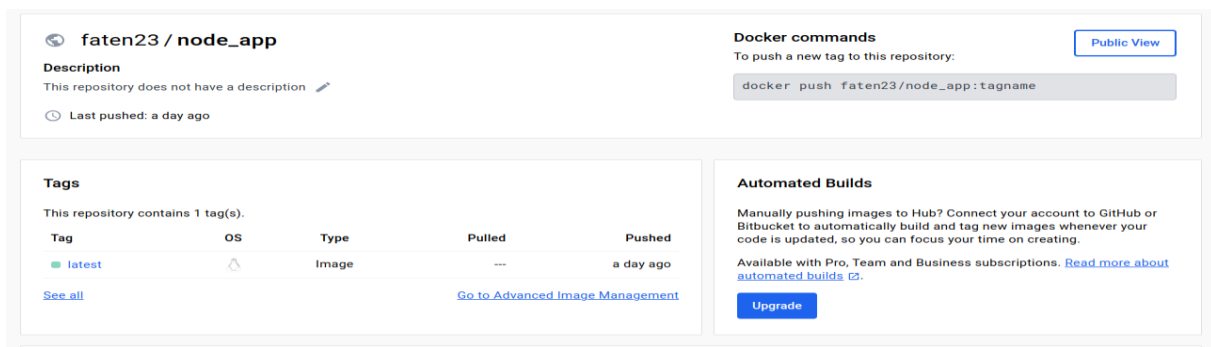 faten23 / node_app
Description
This repository does not have a description
Last pushed: a day ago
Docker commands
To push a new tag to this repository:
Public View
docker push faten23/node_app:tagname
Tags
This repository contains 1 tag(s).
Tag OS Type Pulled Pushed
latest Image --- a day ago
See all Go to Advanced Image Management
Automated Builds
Manually pushing images to Hub? Connect your account to GitHub or
Bitbucket to automatically build and tag new images whenever your
code is updated, so you can focus your time on creating.
Available with Pro, Team and Business subscriptions. Read more about
automated builds.
Upgrade